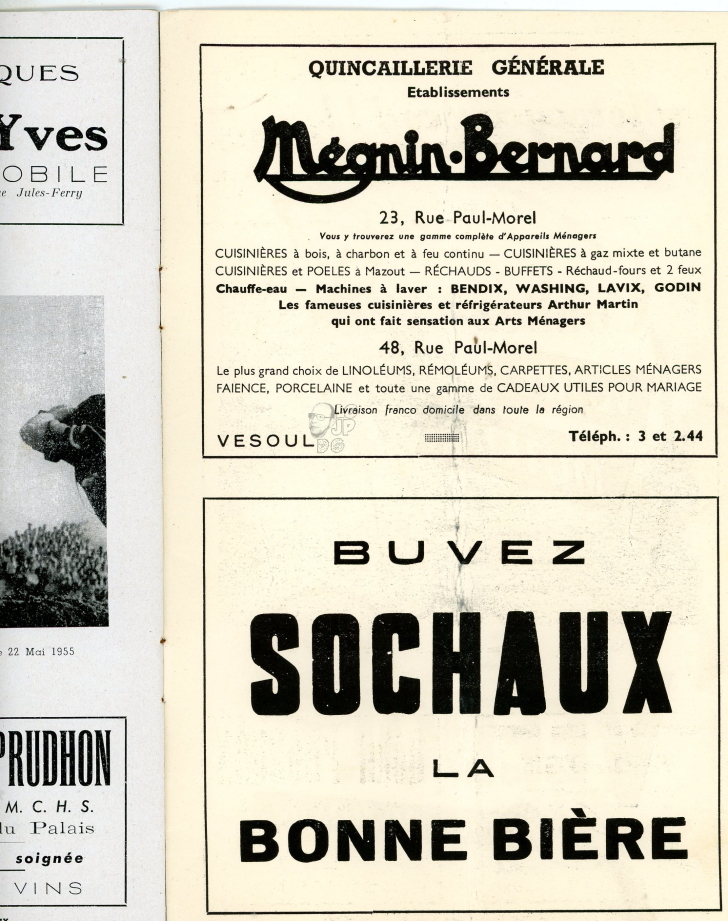 QUES
Yves
OBILE
Jules-Ferry
22 Mai 1955
PRUDHON
M. C. H. S.
du Palais
soignée
VINS
QUINCAILLERIE GÉNÉRALE
Etablissements
Mégnin-Bernard
23, Rue Paul-Morel
Vous y trouverez une gamme complète d'Appareils Ménagers
CUISINIÈRES à bois, à charbon et à feu continu — CUISINIÈRES à gaz mixte et butane
CUISINIÈRES et POELES à Mazout — RÉCHAUDS - BUFFETS - Réchaud-fours et 2 feux
Chauffe-eau — Machines à laver : BENDIX, WASHING, LAVIX, GODIN
Les fameuses cuisinières et réfrigérateurs Arthur Martin
qui ont fait sensation aux Arts Ménagers
48, Rue Paul-Morel
Le plus grand choix de LINOLÉUMS, RÉMOLÉUMS, CARPETTES, ARTICLES MÉNAGERS
FAIENCE, PORCELAINE et toute une gamme de CADEAUX UTILES POUR MARIAGE
Livraison franco domicile dans toute la région
VESOUL
JP
DG
Téléph. : 3 et 2.44
BUVEZ
SOCHAUX
LA
BONNE BIÈRE